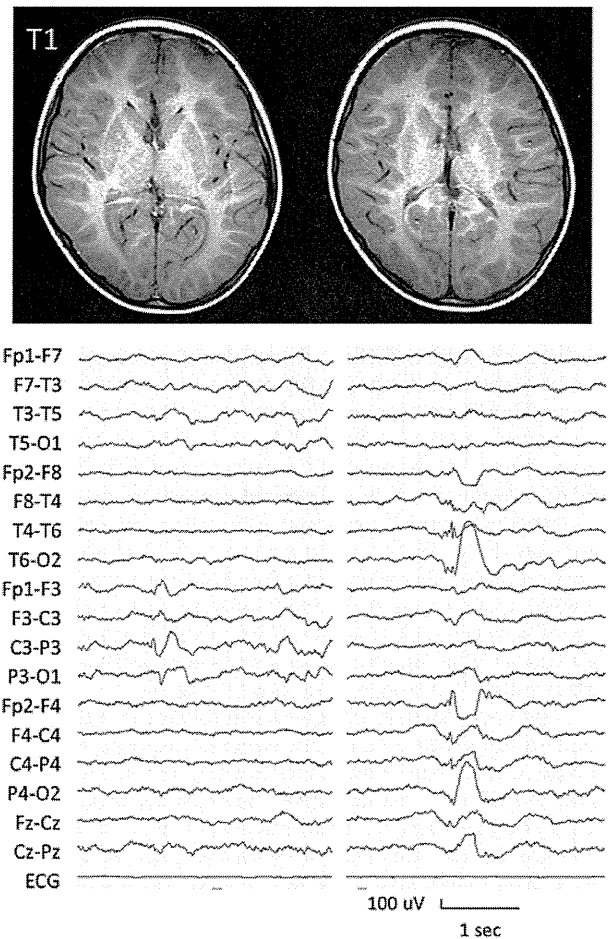 T1
Fp1-F7
F7-T3
T3-T5
T5-O1
Fp2-F8
F8-T4
T4-T6
T6-O2
Fp1-F3
F3-C3
C3-P3
P3-O1
Fp2-F4
F4-C4
C4-P4
P4-O2
Fz-Cz
Cz-Pz
ECG
100 uV
1 sec